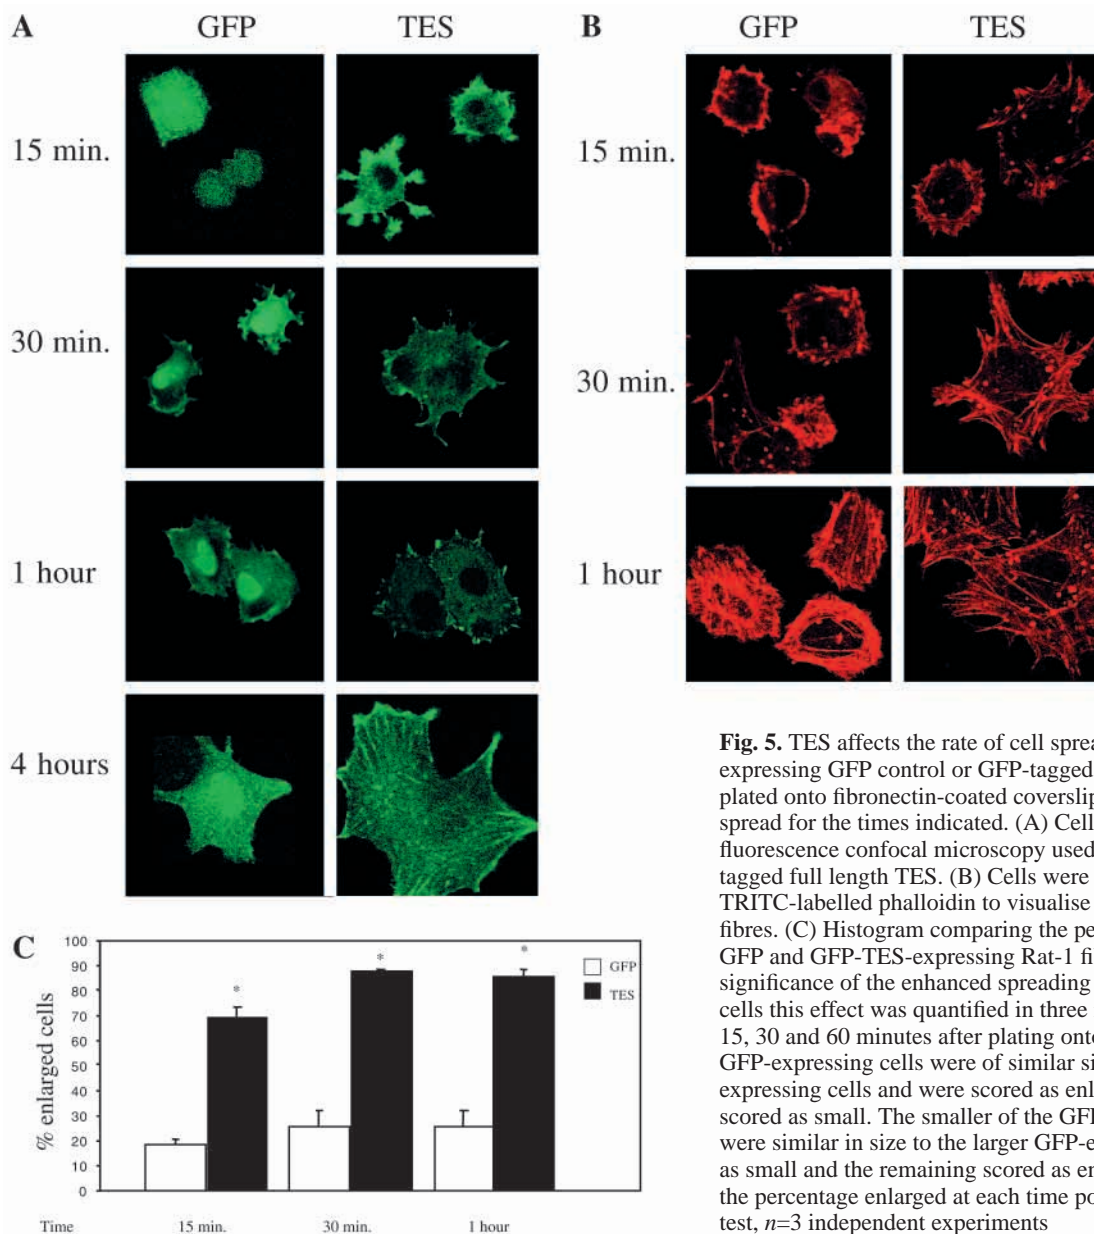 A GFP TES
15 min.
30 min.
1 hour
4 hours
B GFP TES
15 min.
30 min.
1 hour
C
% enlarged cells
100
90
80
70
60
50
40
30
20
10
0
* * *
GFP
TES
Time 15 min. 30 min. 1 hour
Fig. 5. TES affects the rate of cell sprea
expressing GFP control or GFP-tagged
plated onto fibronectin-coated coverslip
spread for the times indicated. (A) Cell
fluorescence confocal microscopy used
tagged full length TES. (B) Cells were
TRITC-labelled phalloidin to visualise
fibres. (C) Histogram comparing the pe
GFP and GFP-TES-expressing Rat-1 fi
significance of the enhanced spreading
cells this effect was quantified in three
15, 30 and 60 minutes after plating onto
GFP-expressing cells were of similar si
expressing cells and were scored as enl
scored as small. The smaller of the GFP
were similar in size to the larger GFP-e
as small and the remaining scored as en
the percentage enlarged at each time po
test, n=3 independent experiments